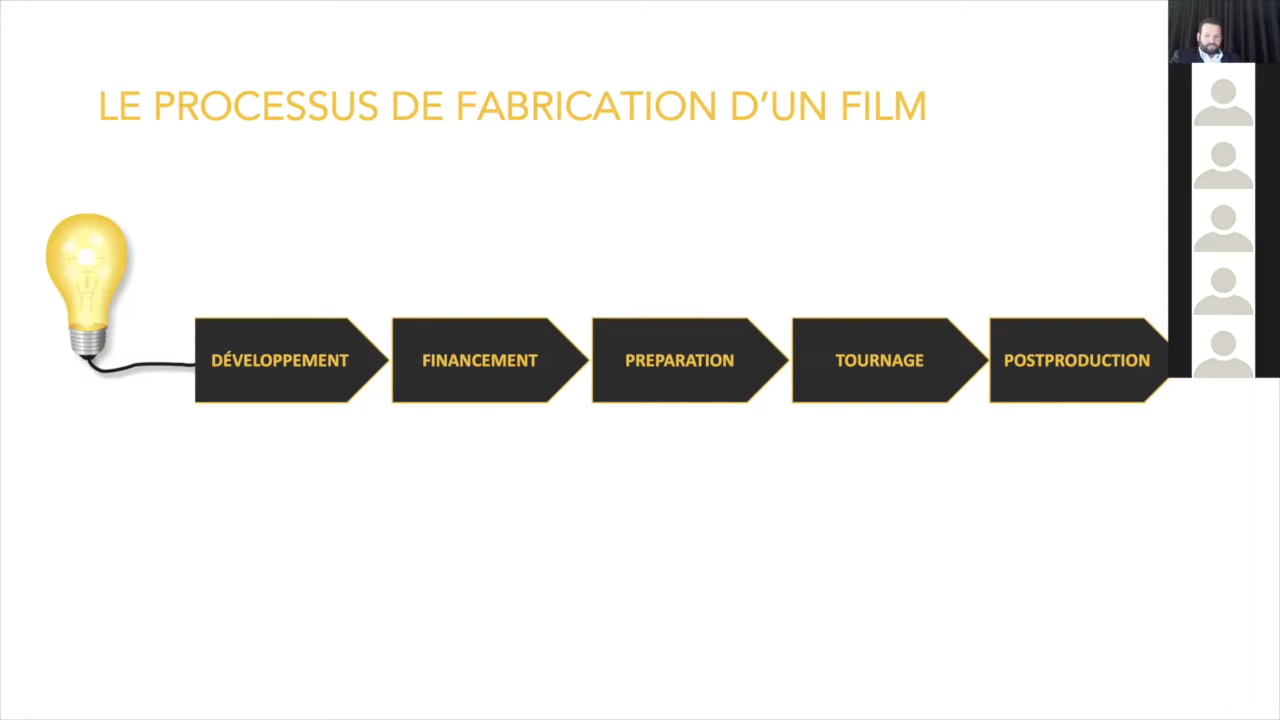 LE PROCESSUS DE FABRICATION D’UN FILM
DÉVELOPPEMENT
FINANCEMENT
PREPARATION
TOURNAGE
POSTPRODUCTION